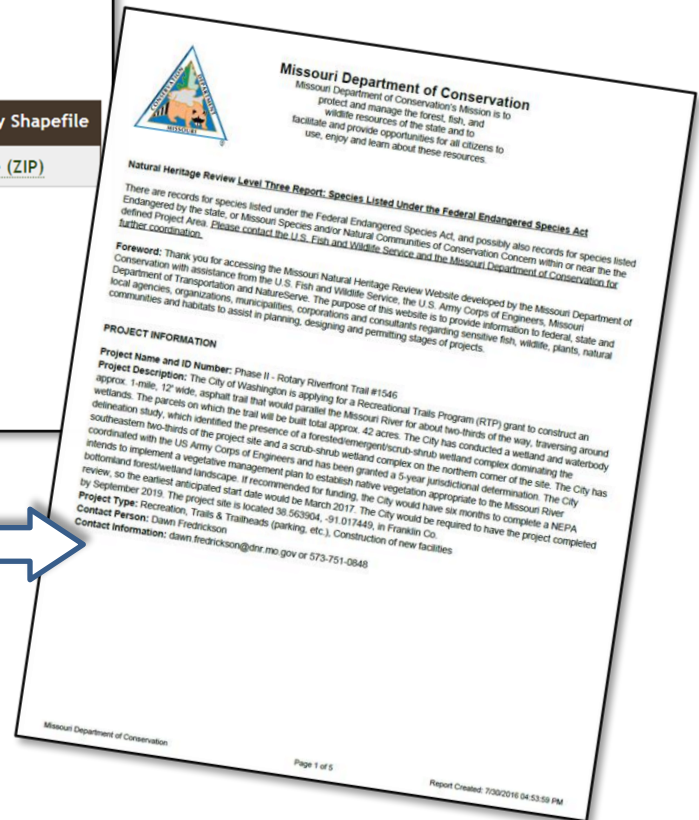 y Shapefile
(ZIP)
CONSERVATION
DEPARTMENT
MISSOURI
Missouri Department of Conservation
Missouri Department of Conservation's Mission is to
protect and manage the forest, fish, and
wildlife resources of the state and to
facilitate and provide opportunities for all citizens to
use, enjoy and learn about these resources.
Natural Heritage Review Level Three Report: Species Listed Under the Federal Endangered Species Act
There are records for species listed under the Federal Endangered Species Act, and possibly also records for species listed
Endangered by the state, or Missouri Species and/or Natural Communities of Conservation Concern within or near the the
defined Project Area. Please contact the U.S. Fish and Wildlife Service and the Missouri Department of Conservation for
further coordination.
Foreword: Thank you for accessing the Missouri Natural Heritage Review Website developed by the Missouri Department of
Conservation with assistance from the U.S. Fish and Wildlife Service, the U.S. Army Corps of Engineers, Missouri
Department of Transportation and NatureServe. The purpose of this website is to provide information to federal, state and
local agencies, organizations, municipalities, corporations and consultants regarding sensitive fish, wildlife, plants, natural
communities and habitats to assist in planning, designing and permitting stages of projects.
PROJECT INFORMATION
Project Name and ID Number: Phase II - Rotary Riverfront Trail #1546
Project Description: The City of Washington is applying for a Recreational Trails Program (RTP) grant to construct an
approx. 1-mile, 12' wide, asphalt trail that would parallel the Missouri River for about two-thirds of the way, traversing around
wetlands. The parcels on which the trail will be built total approx. 42 acres. The City has conducted a wetland and waterbody
delineation study, which identified the presence of a forested/emergent/scrub-shrub wetland complex dominating the
southeastern two-thirds of the project site and a scrub-shrub wetland complex on the northern corner of the site. The City has
coordinated with the US Army Corps of Engineers and has been granted a 5-year jurisdictional determination. The City
intends to implement a vegetative management plan to establish native vegetation appropriate to the Missouri River
bottomland forest/wetland landscape. If recommended for funding, the City would have six months to complete a NEPA
review, so the earliest anticipated start date would be March 2017. The City would be required to have the project completed
by September 2019. The project site is located 38.563904, -91.017449, in Franklin Co.
Project Type: Recreation, Trails & Trailheads (parking, etc.), Construction of new facilities
Contact Person: Dawn Fredrickson
Contact Information: dawn.fredrickson@dnr.mo.gov or 573-751-0848
Missouri Department of Conservation
Page 1 of 5
Report Created: 7/30/2016 04:53:59 PM